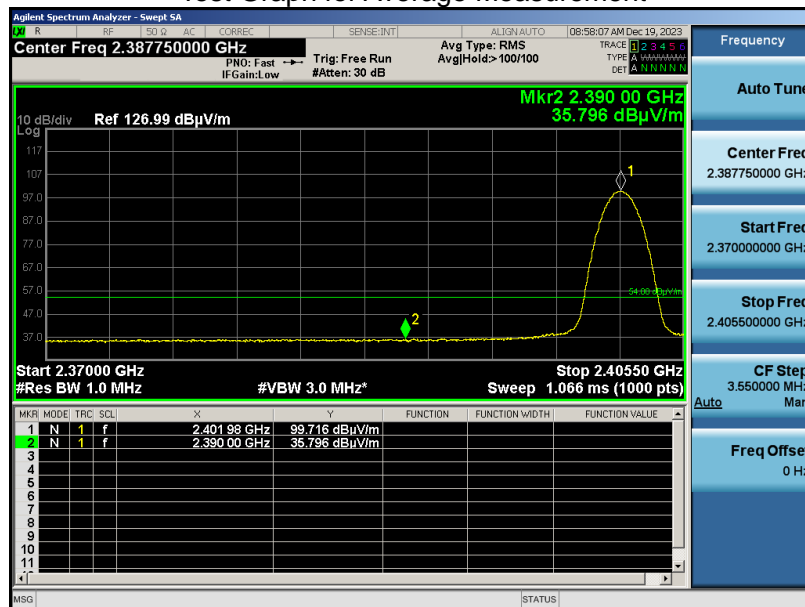 Test Graph for Average Measurement
Agilent Spectrum Analyzer - Swept SA
LXI R RF 50 Ω AC CORREC SENSE:INT ALIGN AUTO 08:58:07 AM Dec 19, 2023
Center Freq 2.387750000 GHz
PNO: Fast
IFGain:Low
Trig: Free Run
#Atten: 30 dB
Avg Type: RMS
Avg|Hold:>100/100
TRACE 1 2 3 4 5 6
TYPE A
DET A N N N N N
Mkr2 2.390 00 GHz
35.796 dBµV/m
10 dB/div Ref 126.99 dBµV/m
Log
117
107
97.0
87.0
77.0
67.0
57.0
47.0
37.0
1
2
54.00 dBµV/m
Start 2.37000 GHz Stop 2.40550 GHz
#Res BW 1.0 MHz #VBW 3.0 MHz* Sweep 1.066 ms (1000 pts)
MKR MODE TRC SCL X Y FUNCTION FUNCTION WIDTH FUNCTION VALUE
1 N 1 f 2.401 98 GHz 99.716 dBµV/m
2 N 1 f 2.390 00 GHz 35.796 dBµV/m
3
4
5
6
7
8
9
10
11
MSG STATUS
Frequency
Auto Tune
Center Freq
2.387750000 GHz
Start Freq
2.370000000 GHz
Stop Freq
2.405500000 GHz
CF Step
3.550000 MHz
Auto Man
Freq Offset
0 Hz